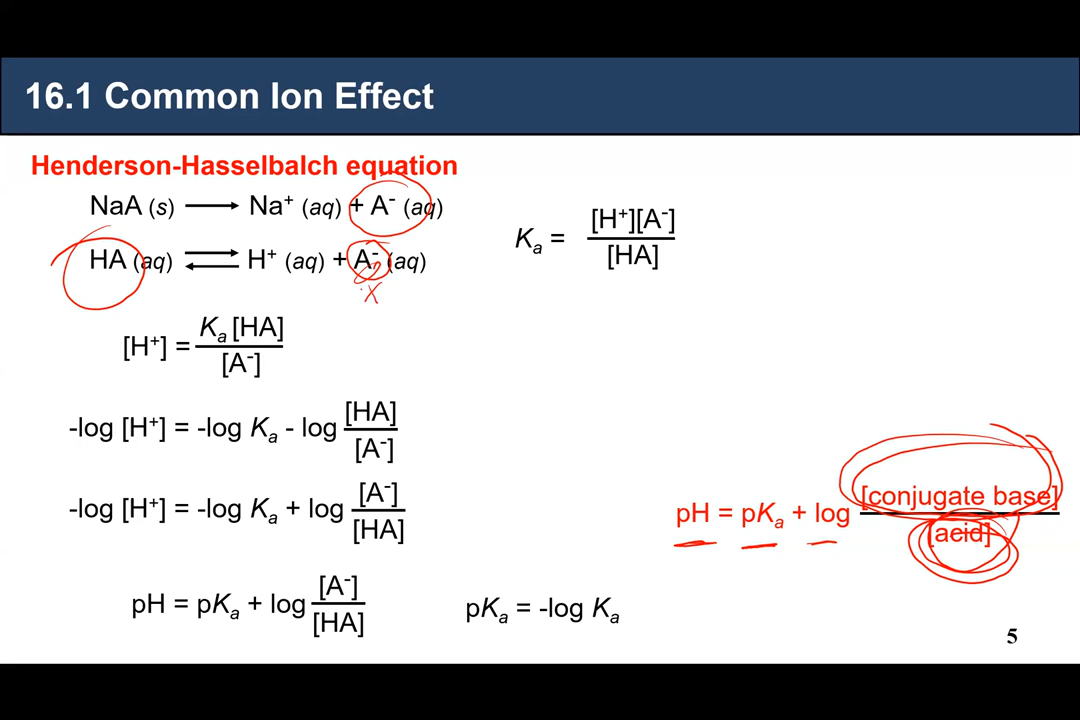 16.1 Common Ion Effect
Henderson-Hasselbalch equation
NaA (s) ⟶ Na⁺ (aq) + A⁻ (aq)
HA (aq) ⇌ H⁺ (aq) + A⁻ (aq)
x
Kₐ = [H⁺][A⁻] / [HA]
[H⁺] = Kₐ [HA] / [A⁻]
-log [H⁺] = -log Kₐ - log [HA] / [A⁻]
-log [H⁺] = -log Kₐ + log [A⁻] / [HA]
pH = pKₐ + log [conjugate base] / [acid]
pH = pKₐ + log [A⁻] / [HA]
pKₐ = -log Kₐ
5